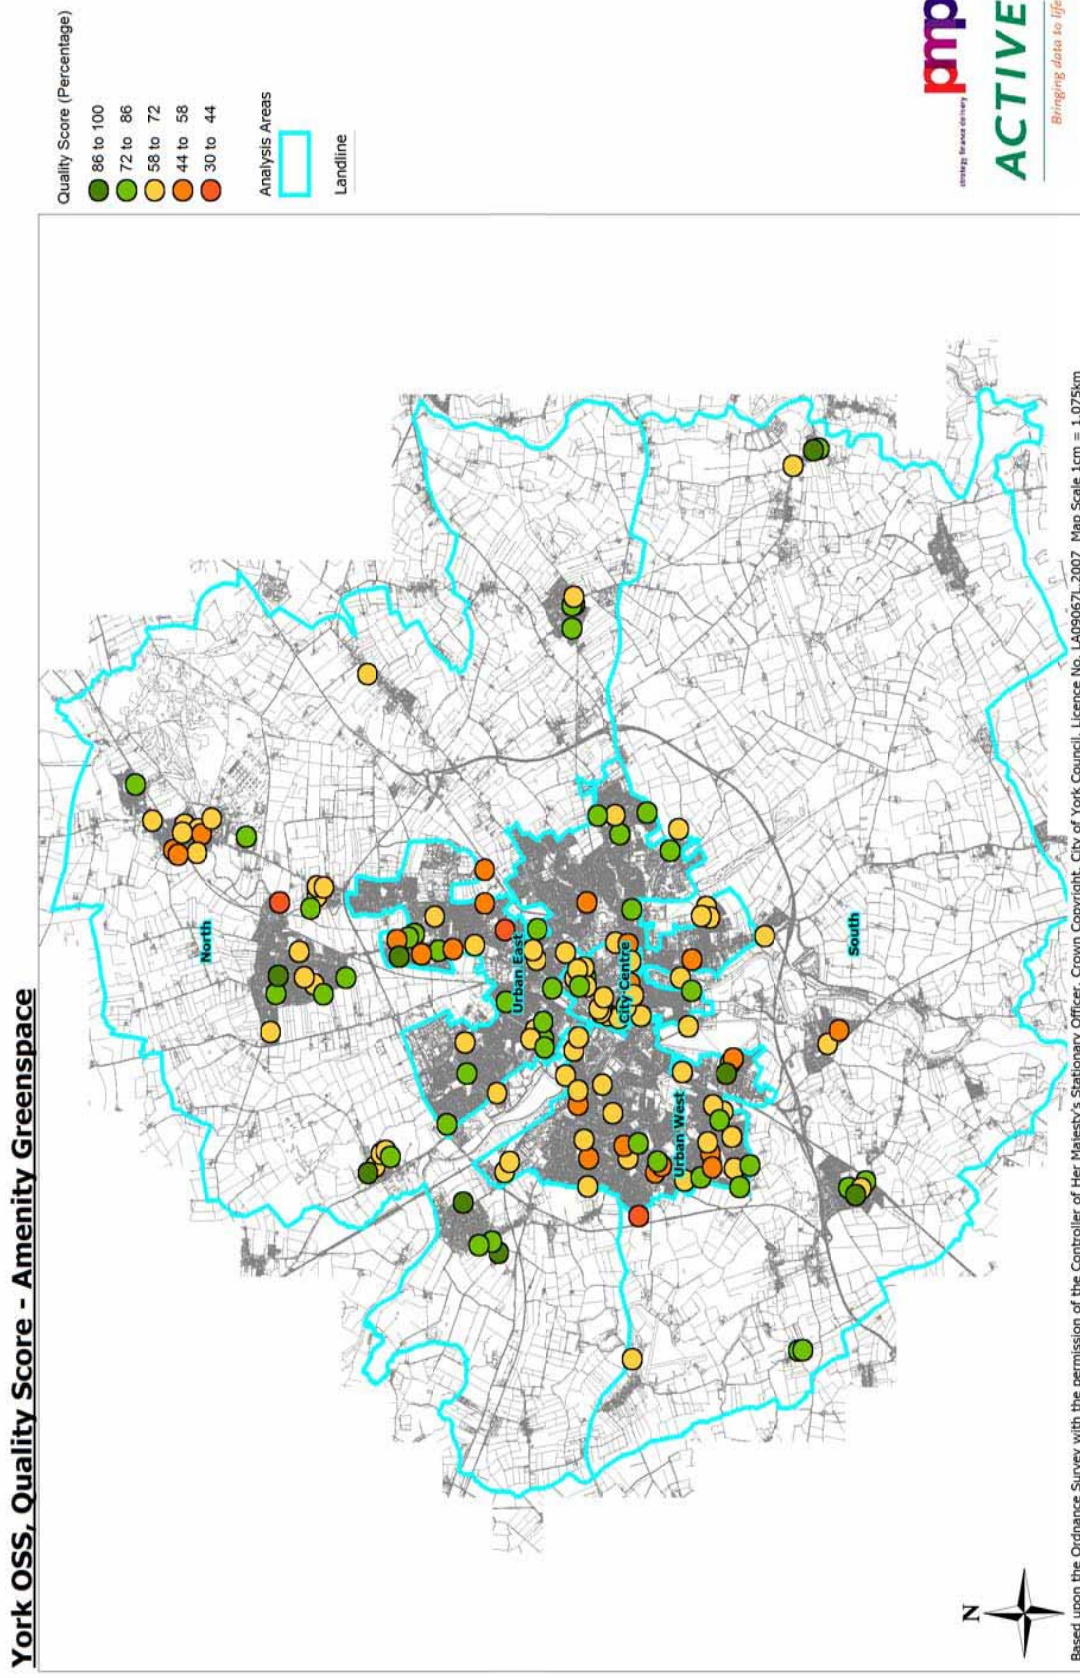 York OSS, Quality Score - Amenity Greenspace
Quality Score (Percentage)
86 to 100
72 to 86
58 to 72
44 to 58
30 to 44
Analysis Areas
Landline
North
Urban East
City Centre
Urban West
South
N
pmp
strategy finance delivery
ACTIVE
Bringing data to life
Based upon the Ordnance Survey with the permission of the Controller of Her Majesty's Stationary Officer, Crown Copyright. City of York Council. Licence No. LA09067L 2007 Map Scale 1cm = 1.075km